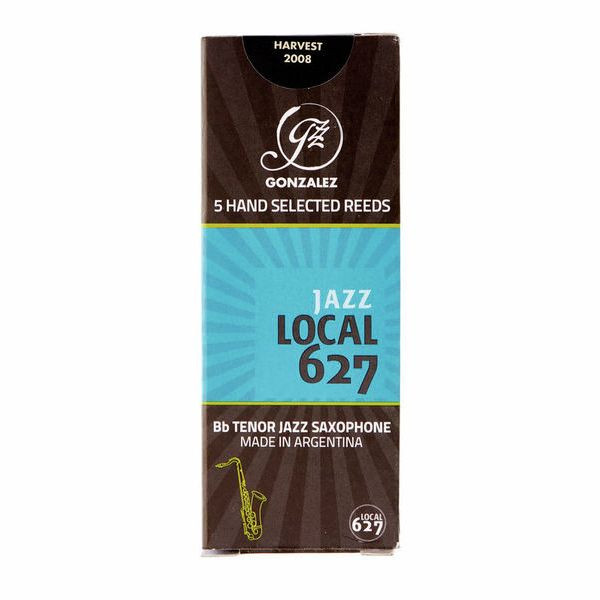 HARVEST
2008
gzz
GONZALEZ
5 HAND SELECTED REEDS
JAZZ
LOCAL
627
Bb TENOR JAZZ SAXOPHONE
MADE IN ARGENTINA
LOCAL
627